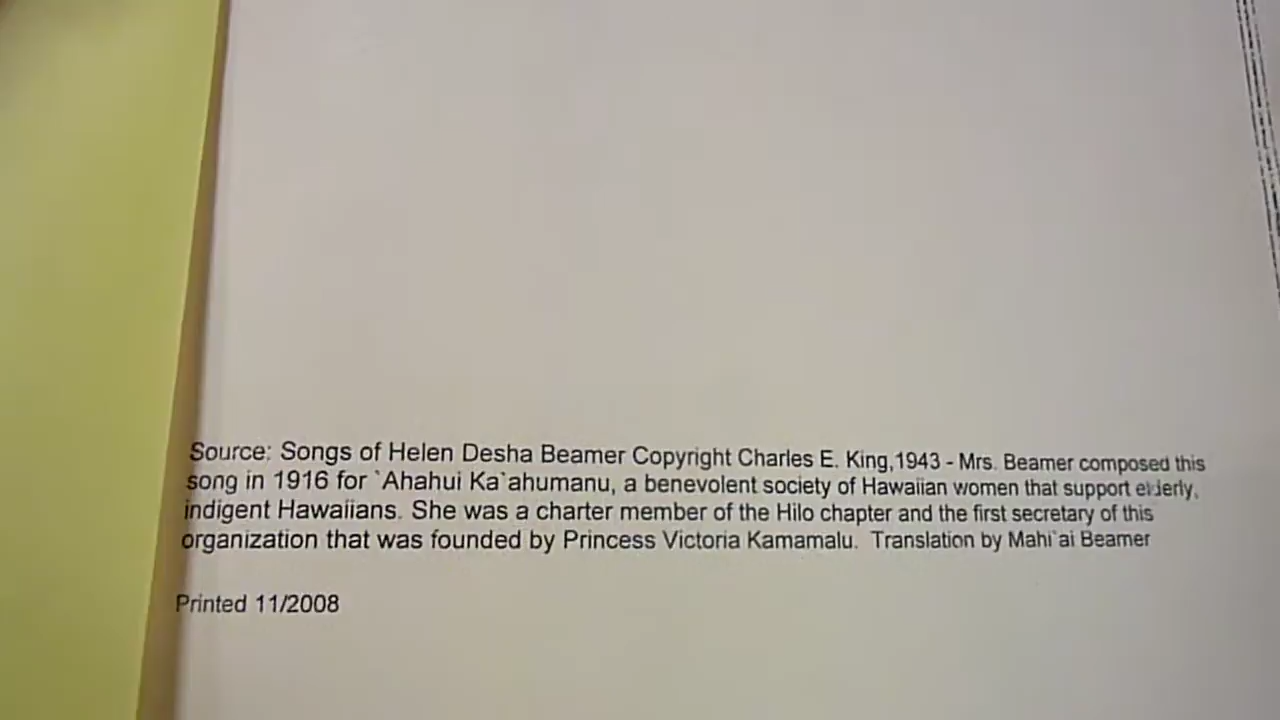 Source: Songs of Helen Desha Beamer Copyright Charles E. King,1943 - Mrs. Beamer composed this
song in 1916 for `Ahahui Ka`ahumanu, a benevolent society of Hawaiian women that support elderly,
indigent Hawaiians. She was a charter member of the Hilo chapter and the first secretary of this
organization that was founded by Princess Victoria Kamamalu. Translation by Mahi`ai Beamer
Printed 11/2008